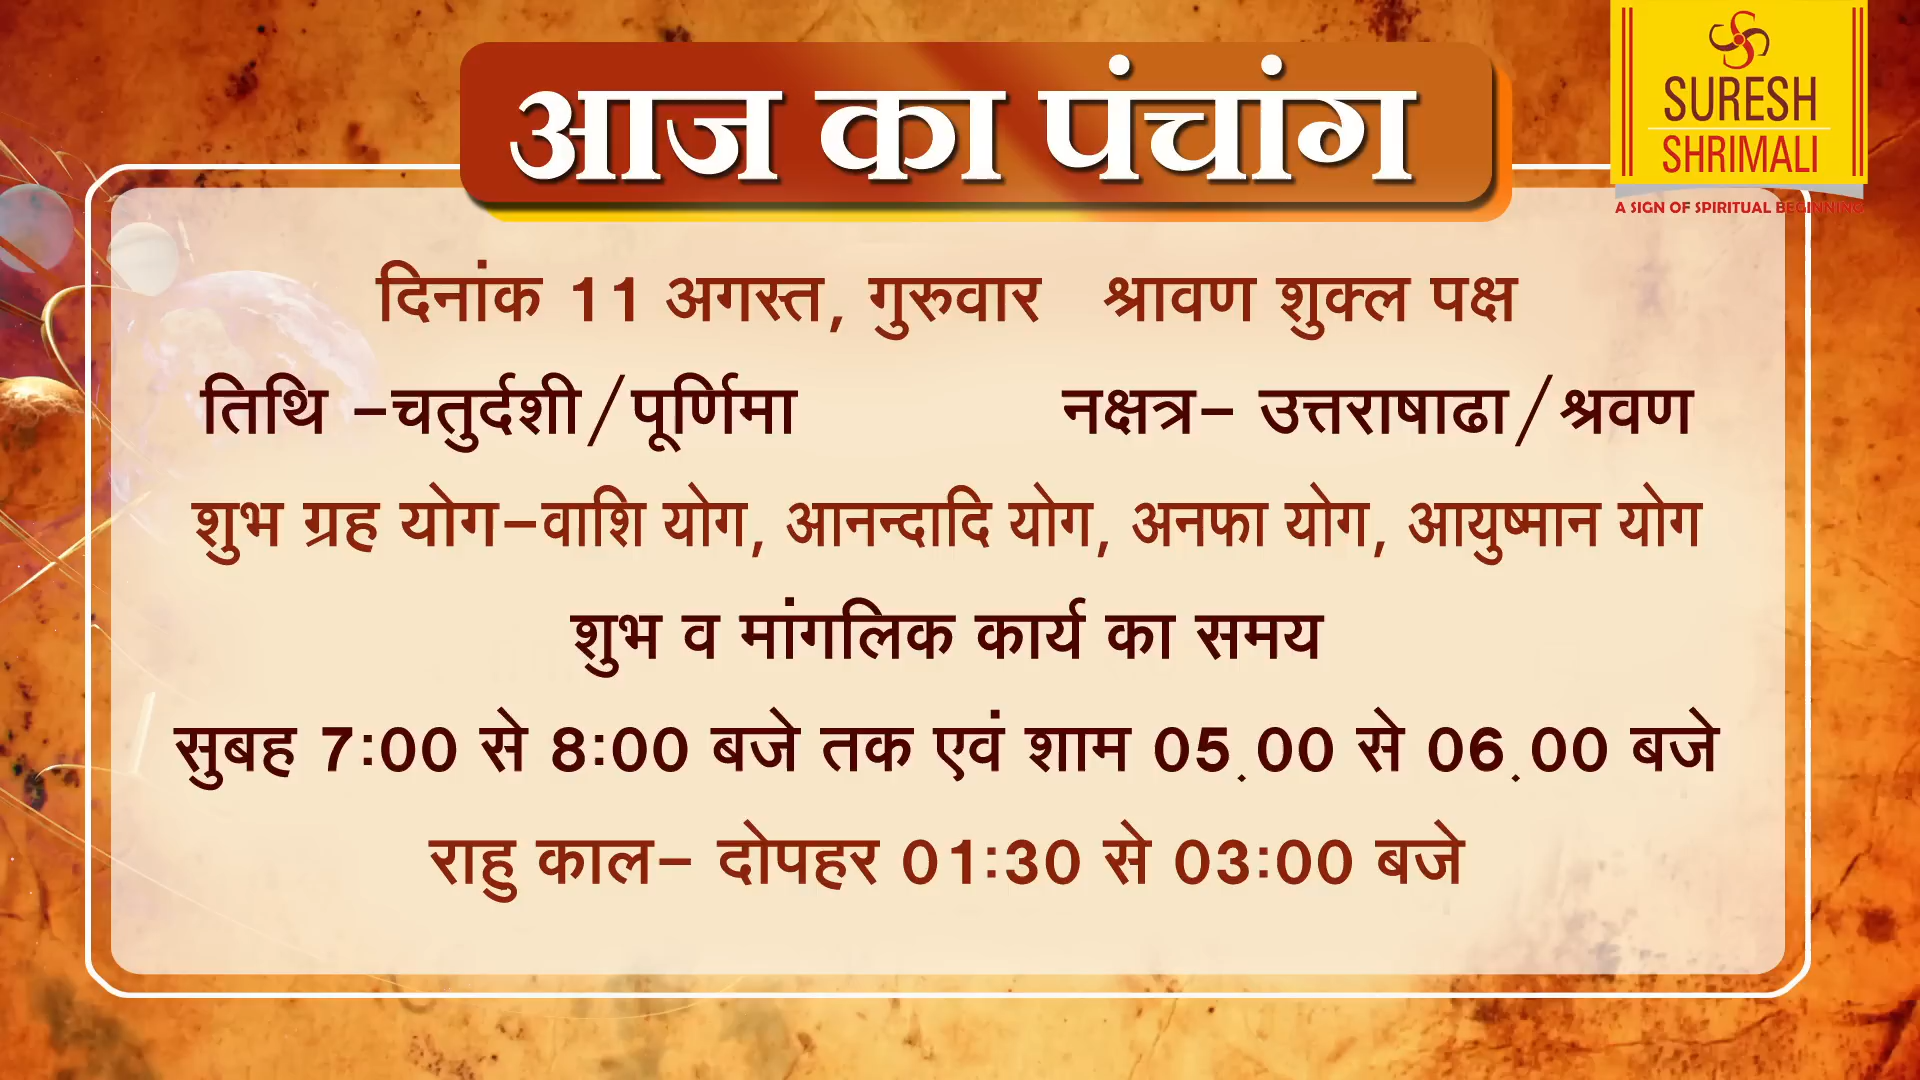 आज का पंचांग
SURESH
SHRIMALI
A SIGN OF SPIRITUAL BEGINNING
दिनांक 11 अगस्त, गुरुवार श्रावण शुक्ल पक्ष
तिथि -चतुर्दशी/पूर्णिमा नक्षत्र- उत्तराषाढा/श्रवण
शुभ ग्रह योग-वाशि योग, आनन्दादि योग, अनफा योग, आयुष्मान योग
शुभ व मांगलिक कार्य का समय
सुबह 7:00 से 8:00 बजे तक एवं शाम 05.00 से 06.00 बजे
राहु काल- दोपहर 01:30 से 03:00 बजे